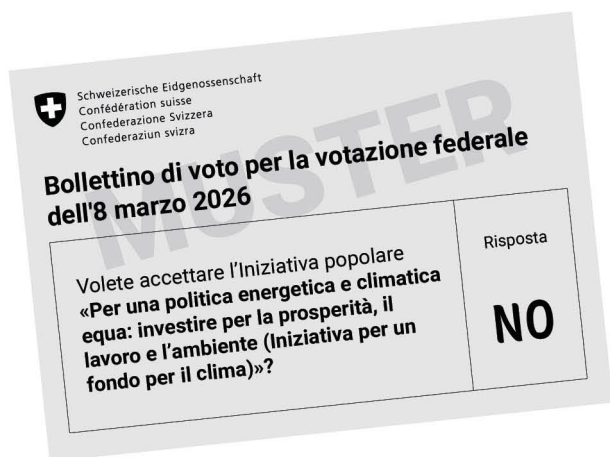 Schweizerische Eidgenossenschaft
Confédération suisse
Confederazione Svizzera
Confederaziun svizra
MUSTER
Bollettino di voto per la votazione federale
dell'8 marzo 2026
Volete accettare l’Iniziativa popolare
«Per una politica energetica e climatica
equa: investire per la prosperità, il
lavoro e l’ambiente (Iniziativa per un
fondo per il clima)»?
Risposta
NO